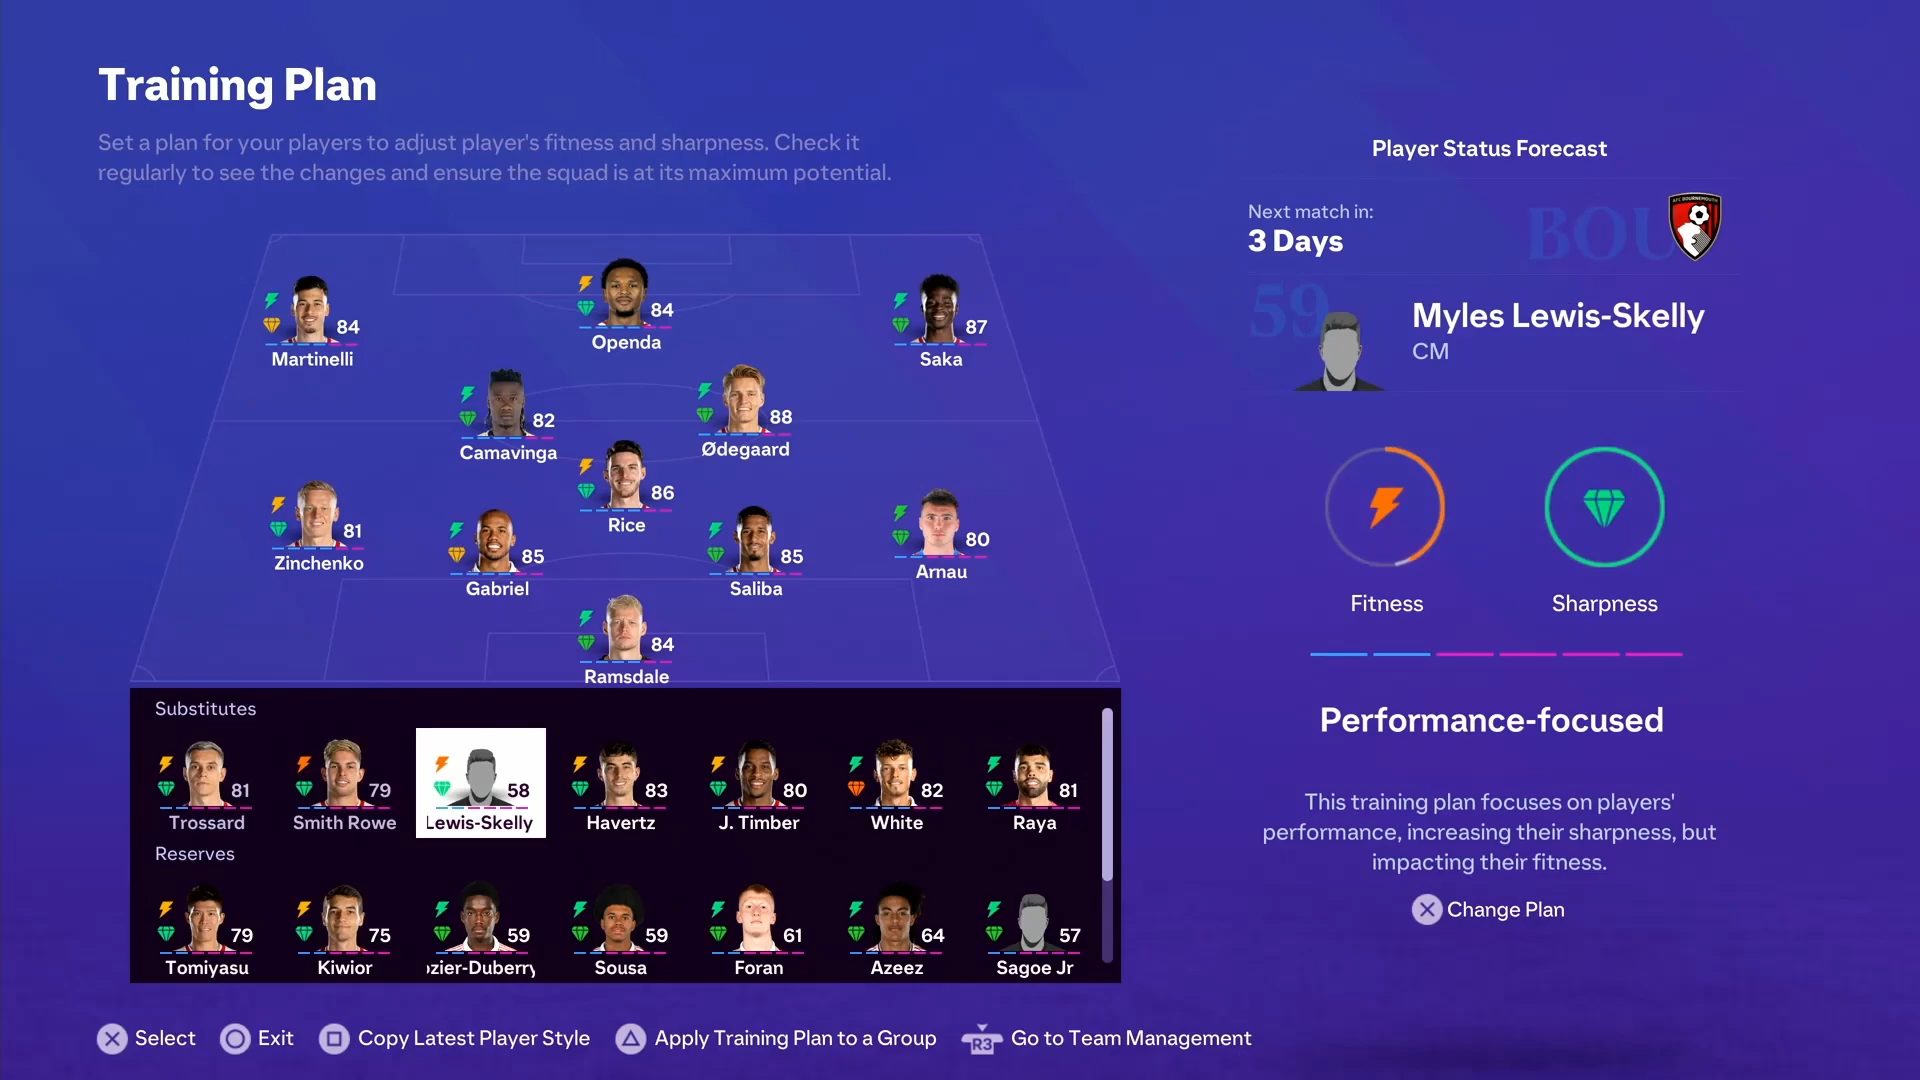 Training Plan
Set a plan for your players to adjust player's fitness and sharpness. Check it
regularly to see the changes and ensure the squad is at its maximum potential.
Player Status Forecast
Next match in:
3 Days
BOU
59
Myles Lewis-Skelly
CM
84
Martinelli
84
Openda
87
Saka
82
Camavinga
88
Ødegaard
86
Rice
81
Zinchenko
85
Gabriel
85
Saliba
80
Arnau
84
Ramsdale
Fitness
Sharpness
Performance-focused
This training plan focuses on players'
performance, increasing their sharpness, but
impacting their fitness.
Change Plan
Substitutes
81
Trossard
79
Smith Rowe
58
Lewis-Skelly
83
Havertz
80
J. Timber
82
White
81
Raya
Reserves
79
Tomiyasu
75
Kiwior
59
ozier-Duberry
59
Sousa
61
Foran
64
Azeez
57
Sagoe Jr
Select
Exit
Copy Latest Player Style
Apply Training Plan to a Group
R3
Go to Team Management